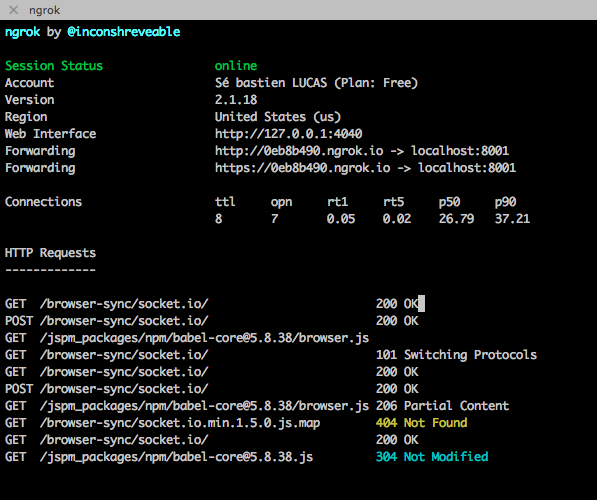 ngrok
ngrok by @inconshreveable
Session Status online
Account Sé bastien LUCAS (Plan: Free)
Version 2.1.18
Region United States (us)
Web Interface http://127.0.0.1:4040
Forwarding http://0eb8b490.ngrok.io -> localhost:8001
Forwarding https://0eb8b490.ngrok.io -> localhost:8001
Connections ttl opn rt1 rt5 p50 p90
8 7 0.05 0.02 26.79 37.21
HTTP Requests
-------------
GET /browser-sync/socket.io/ 200 OK
POST /browser-sync/socket.io/ 200 OK
GET /jspm_packages/npm/babel-core@5.8.38/browser.js
GET /browser-sync/socket.io/ 101 Switching Protocols
GET /browser-sync/socket.io/ 200 OK
POST /browser-sync/socket.io/ 200 OK
GET /jspm_packages/npm/babel-core@5.8.38/browser.js 206 Partial Content
GET /browser-sync/socket.io.min.1.5.0.js.map 404 Not Found
GET /browser-sync/socket.io/ 200 OK
GET /jspm_packages/npm/babel-core@5.8.38.js 304 Not Modified